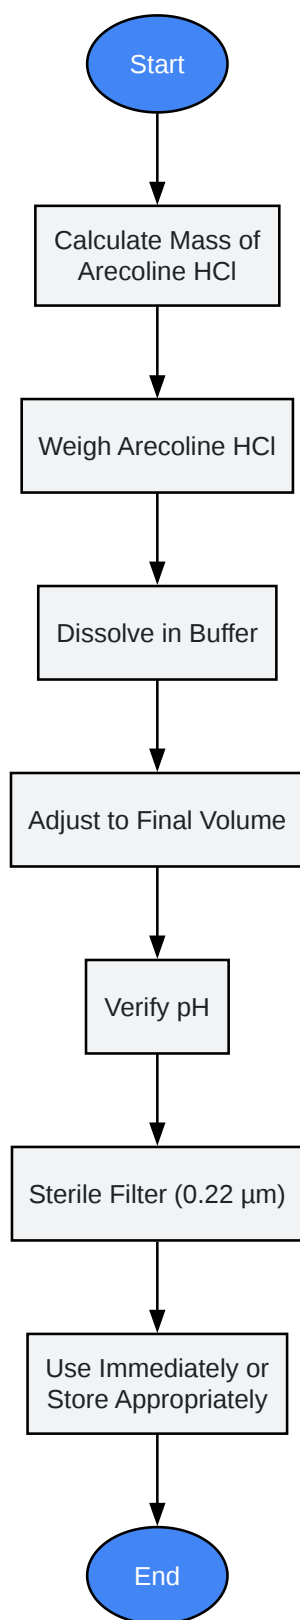 Start
Calculate Mass of
Arecoline HCl
Weigh Arecoline HCl
Dissolve in Buffer
Adjust to Final Volume
Verify pH
Sterile Filter (0.22 µm)
Use Immediately or
Store Appropriately
End